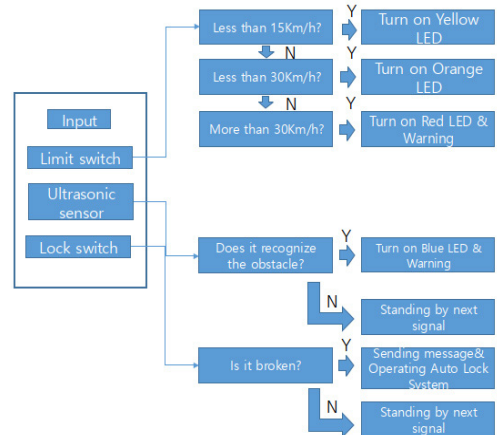 Input
Limit switch
Ultrasonic
sensor
Lock switch
Less than 15Km/h?
Y
Turn on Yellow
LED
N
Less than 30Km/h?
Y
Turn on Orange
LED
N
More than 30Km/h?
Y
Turn on Red LED &
Warning
Does it recognize
the obstacle?
Y
Turn on Blue LED &
Warning
N
Standing by next
signal
Is it broken?
Y
Sending message&
Operating Auto Lock
System
N
Standing by next
signal